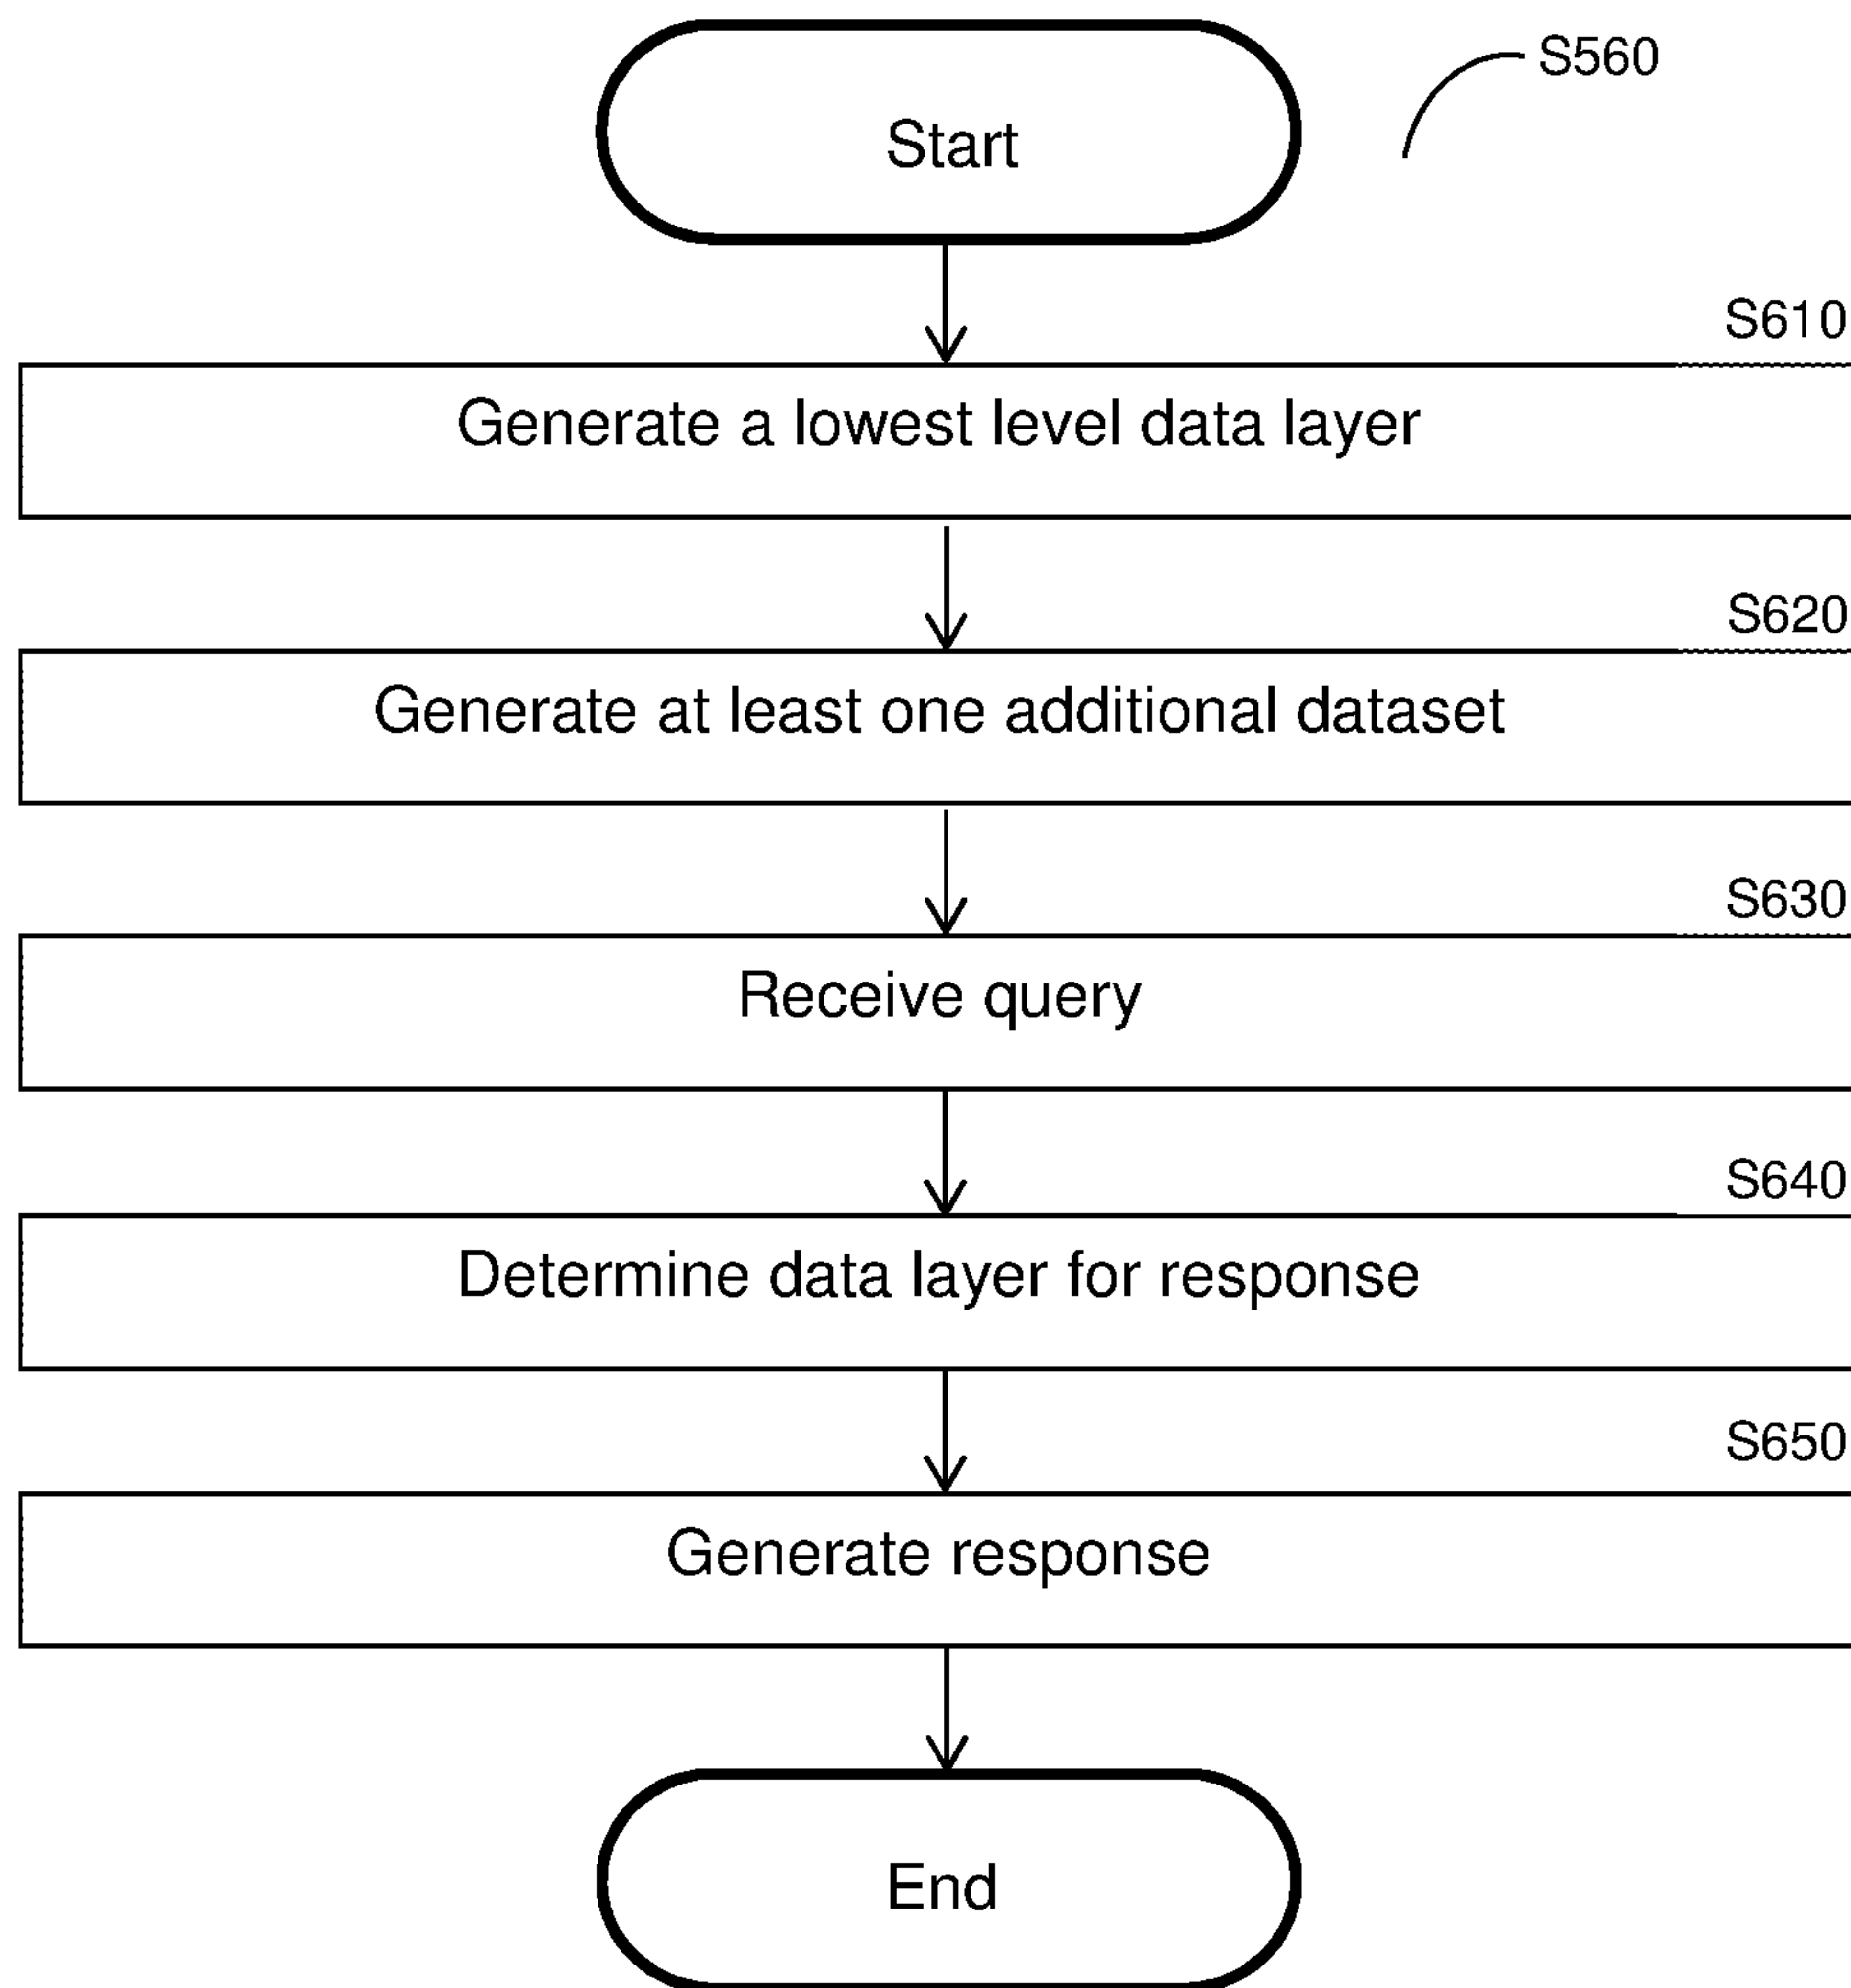 Start
S560
S610
Generate a lowest level data layer
S620
Generate at least one additional dataset
S630
Receive query
S640
Determine data layer for response
S650
Generate response
End